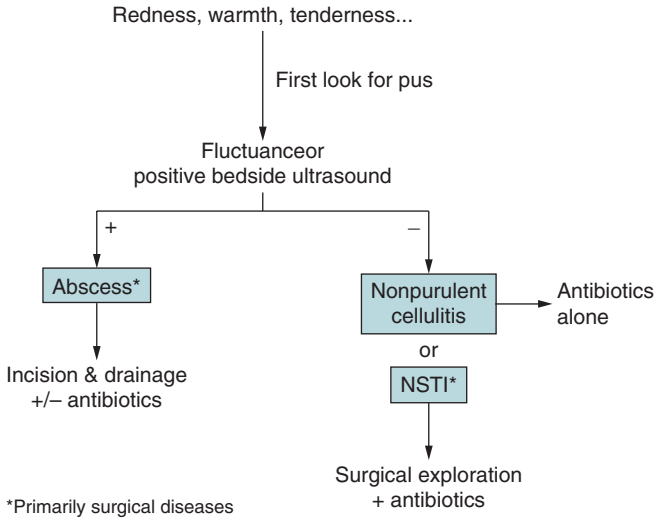 Redness, warmth, tenderness...
First look for pus
Fluctuanceor
positive bedside ultrasound
+
–
Abscess*
Nonpurulent
cellulitis
Antibiotics
alone
or
Incision & drainage
+/– antibiotics
NSTI*
Surgical exploration
+ antibiotics
*Primarily surgical diseases